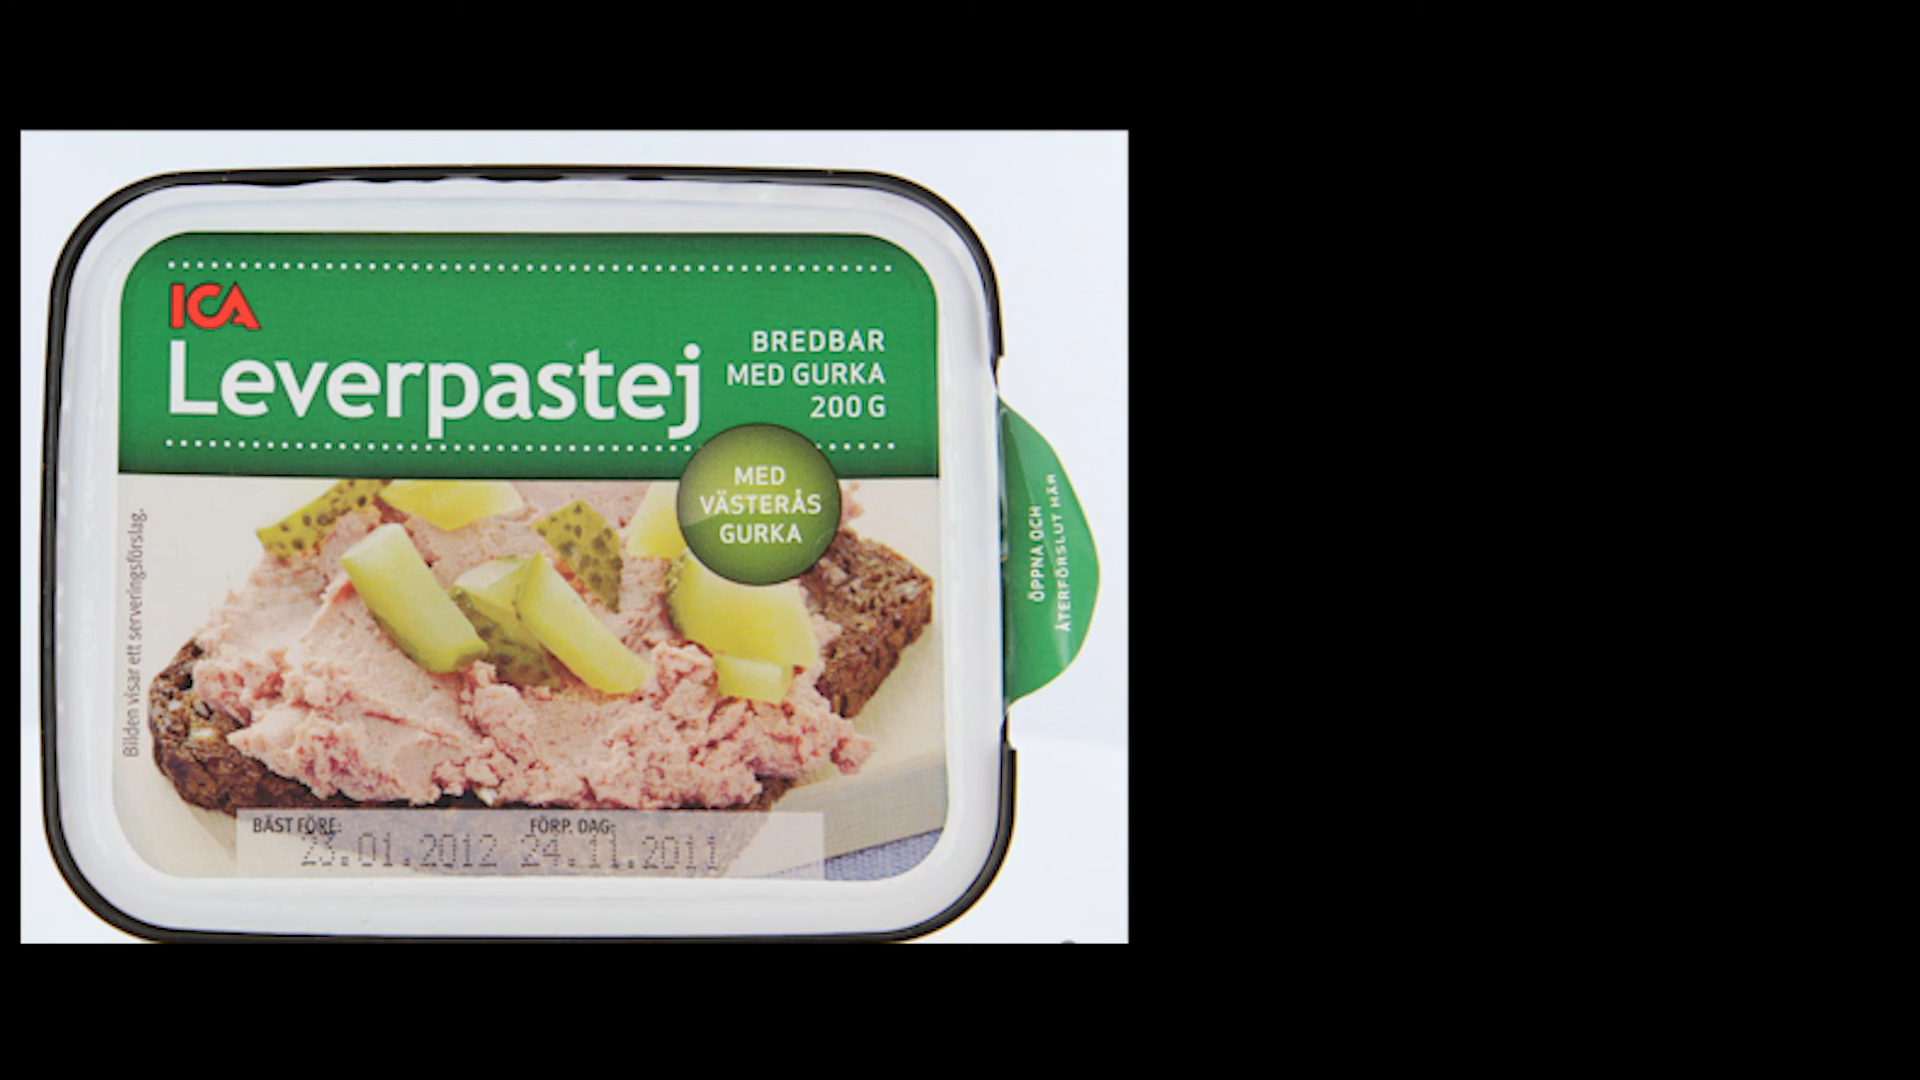 ICA
Leverpastej
BREDBAR
MED GURKA
200 G
MED
VÄSTERÅS
GURKA
ÖPPNA OCH
ÅTERFÖRSLUT HÄR
Bilden visar ett serveringsförslag.
BÄST FÖRE: FÖRP. DAG:
23.01.2012 24.11.2011